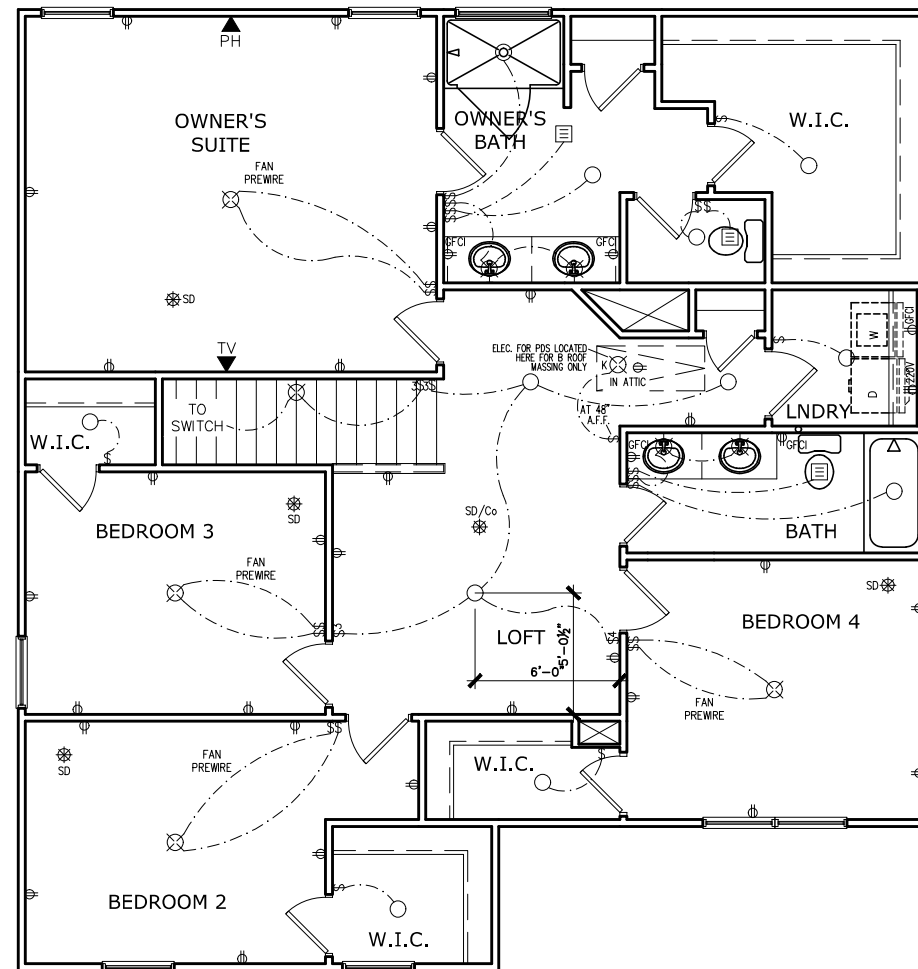 PH
OWNER'S
SUITE
OWNER'S
BATH
W.I.C.
FAN
PREWIRE
GFCI
GFCI
$$
SD
TV
ELEC. FOR PDS LOCATED
HERE FOR B ROOF
MASSING ONLY
K
IN ATTIC
AT 48"
A.F.F.
W
D
GFCI
220V
LNDRY
TO
SWITCH
W.I.C.
GFCI
GFCI
BATH
BEDROOM 3
SD
SD/Co
FAN
PREWIRE
SD
BEDROOM 4
LOFT
6'-0"
5'-0½"
FAN
PREWIRE
$$
SD
FAN
PREWIRE
W.I.C.
BEDROOM 2
W.I.C.